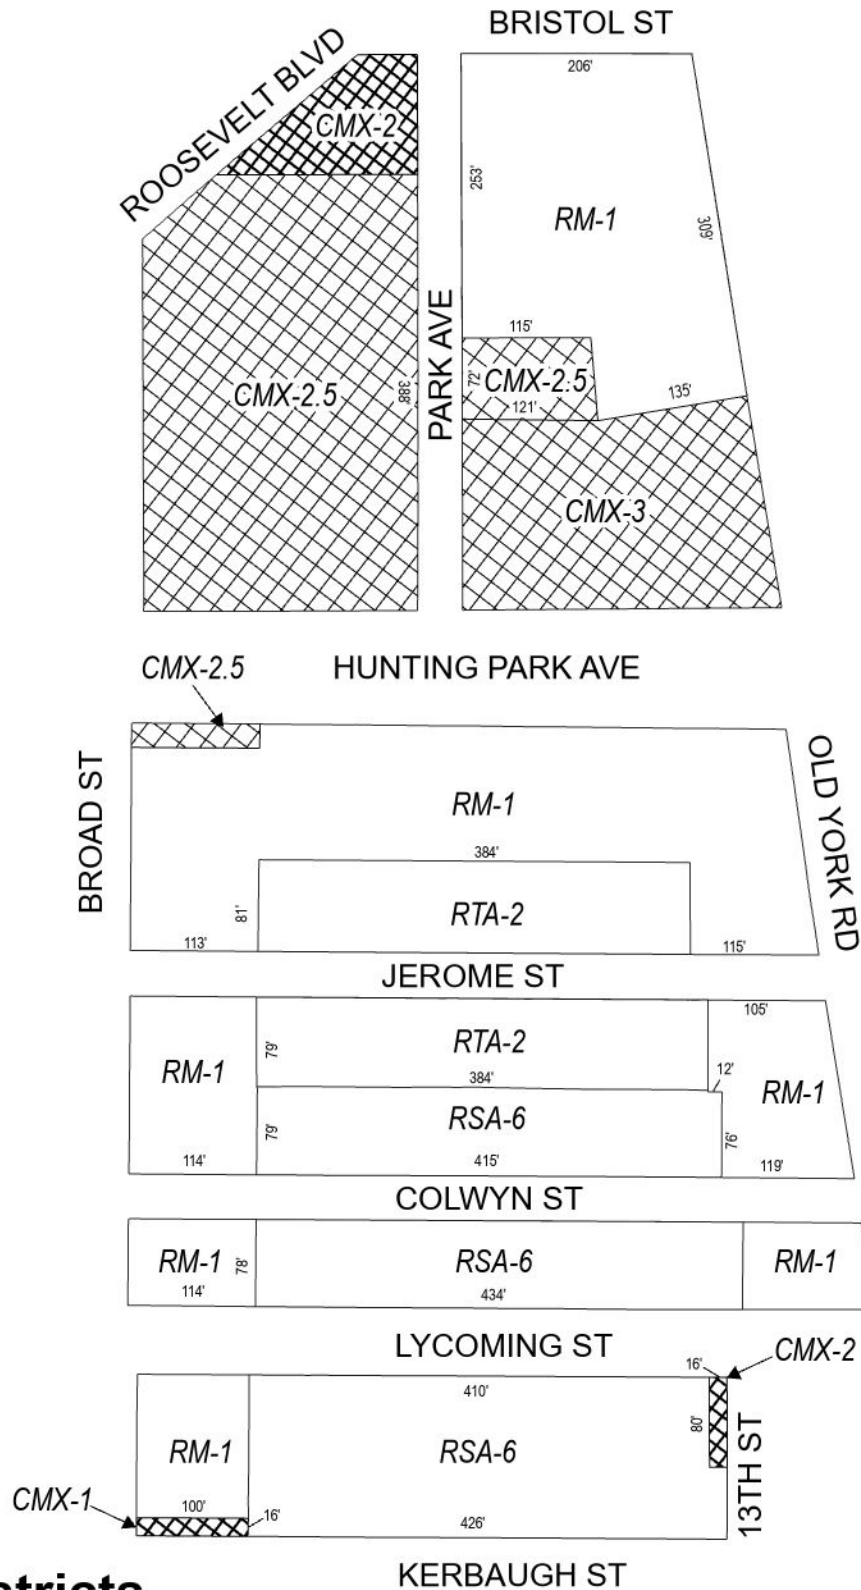 BRISTOL ST
ROOSEVELT BLVD
206'
CMX-2
253'
RM-1
309'
PARK AVE
115'
CMX-2.5
388'
72'
CMX-2.5
135'
121'
CMX-3
CMX-2.5
HUNTING PARK AVE
BROAD ST
OLD YORK RD
RM-1
384'
81'
RTA-2
113'
115'
JEROME ST
105'
RM-1
79'
RTA-2
384'
12'
RM-1
79'
RSA-6
76'
114'
415'
119'
COLWYN ST
RM-1
78'
RSA-6
RM-1
114'
434'
LYCOMING ST
16'
CMX-2
410'
80'
RM-1
RSA-6
13TH ST
CMX-1
100'
16'
426'
KERBAUGH ST